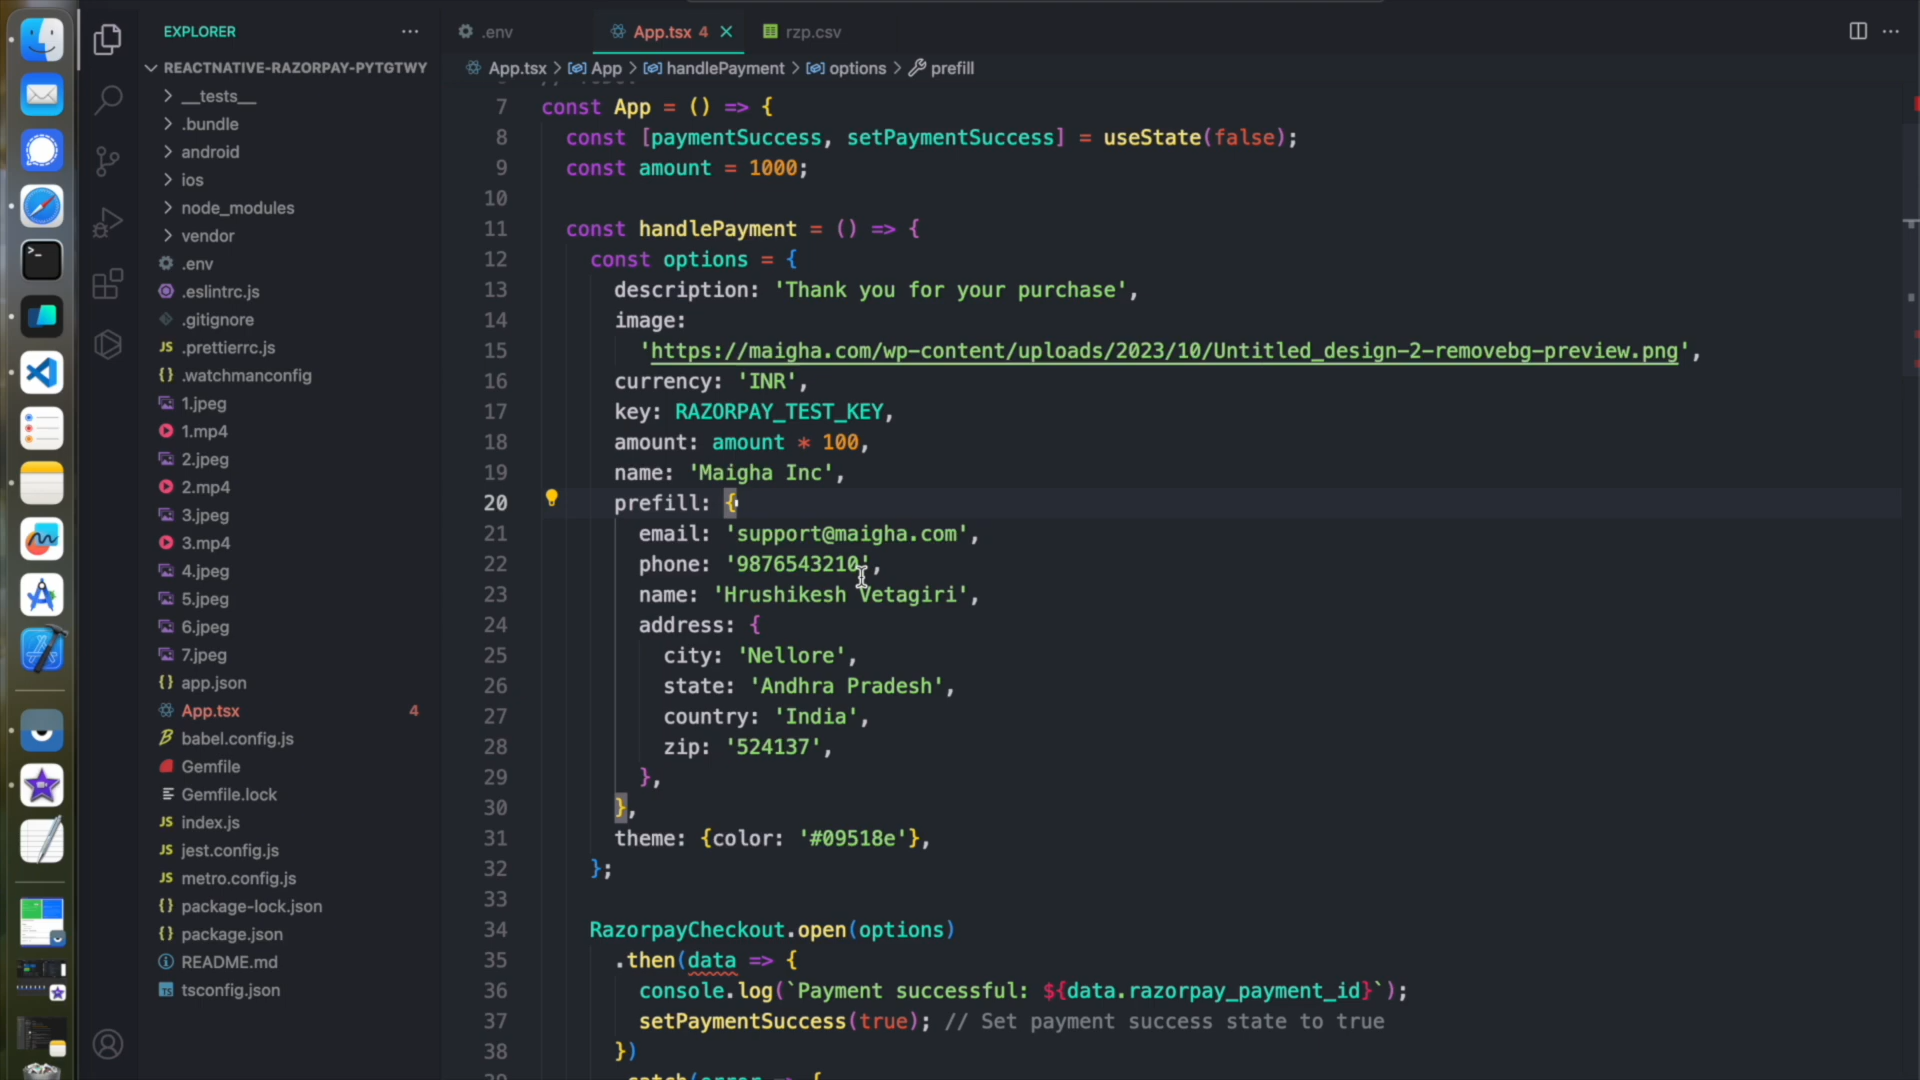 EXPLORER
REACTNATIVE-RAZORPAY-PYTGTWY
__tests__
.bundle
android
ios
node_modules
vendor
.env
.eslintrc.js
.gitignore
.prettierrc.js
.watchmanconfig
1.jpeg
1.mp4
2.jpeg
2.mp4
3.jpeg
3.mp4
4.jpeg
5.jpeg
6.jpeg
7.jpeg
app.json
App.tsx 4
babel.config.js
Gemfile
Gemfile.lock
index.js
jest.config.js
metro.config.js
package-lock.json
package.json
README.md
tsconfig.json
.env App.tsx 4 rzp.csv
App.tsx > App > handlePayment > options > prefill
7 const App = () => {
8 const [paymentSuccess, setPaymentSuccess] = useState(false);
9 const amount = 1000;
10
11 const handlePayment = () => {
12 const options = {
13 description: 'Thank you for your purchase',
14 image:
15 'https://maigha.com/wp-content/uploads/2023/10/Untitled_design-2-removebg-preview.png',
16 currency: 'INR',
17 key: RAZORPAY_TEST_KEY,
18 amount: amount * 100,
19 name: 'Maigha Inc',
20 prefill: {
21 email: 'support@maigha.com',
22 phone: '9876543210',
23 name: 'Hrushikesh Vetagiri',
24 address: {
25 city: 'Nellore',
26 state: 'Andhra Pradesh',
27 country: 'India',
28 zip: '524137',
29 },
30 },
31 theme: {color: '#09518e'},
32 };
33
34 RazorpayCheckout.open(options)
35 .then(data => {
36 console.log(`Payment successful: ${data.razorpay_payment_id}`);
37 setPaymentSuccess(true); // Set payment success state to true
38 })